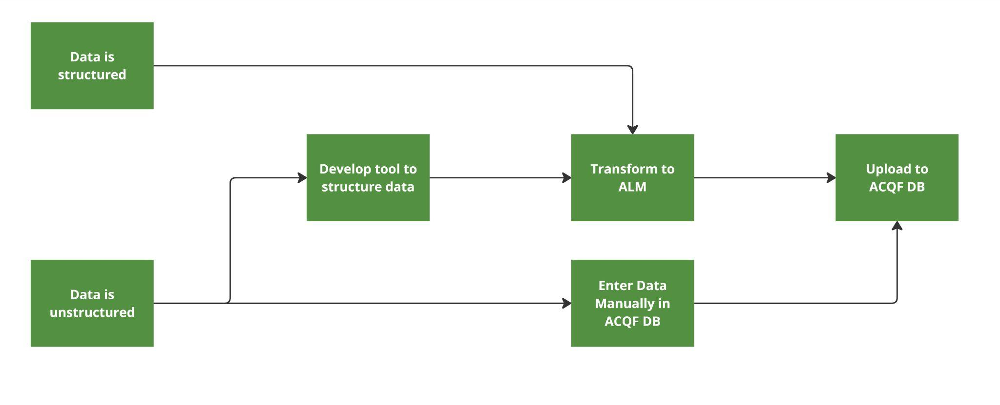 Data is
structured
Develop tool to
structure data
Transform to
ALM
Upload to
ACQF DB
Data is
unstructured
Enter Data
Manually in
ACQF DB